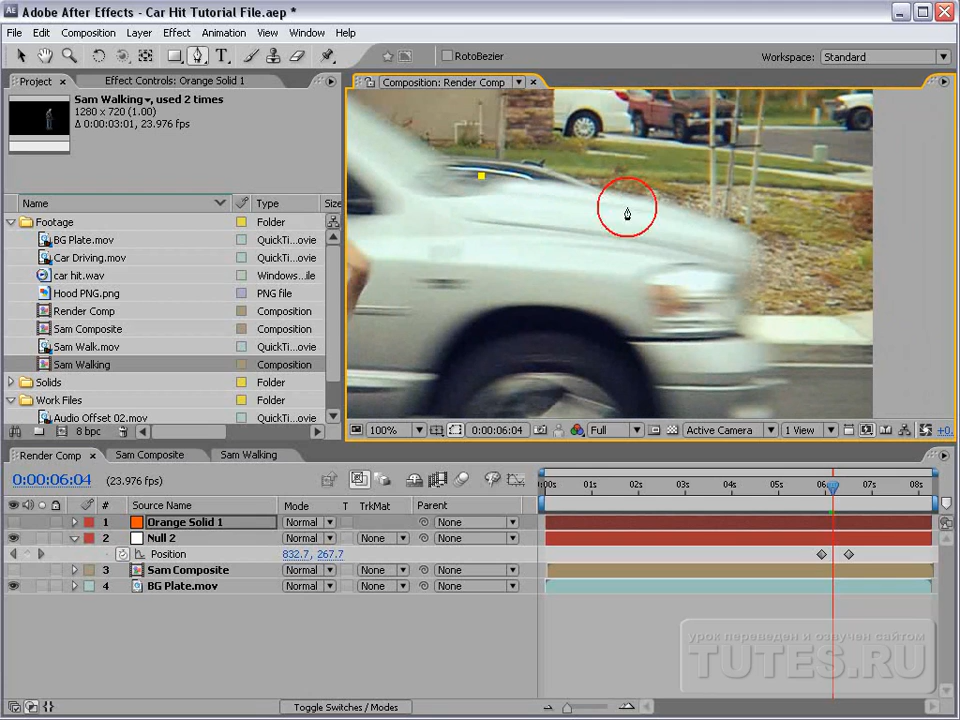 Adobe After Effects - Car Hit Tutorial File.aep *
File Edit Composition Layer Effect Animation View Window Help
RotoBezier
Workspace: Standard
Project × Effect Controls: Orange Solid 1
Composition: Render Comp
Sam Walking, used 2 times
1280 x 720 (1.00)
Δ 0:00:03:01, 23.976 fps
Name Type Size
Footage Folder
BG Plate.mov QuickTi...ovie
Car Driving.mov QuickTi...ovie
car hit.wav Windows...ile
Hood PNG.png PNG file
Render Comp Composition
Sam Composite Composition
Sam Walk.mov QuickTi...ovie
Sam Walking Composition
Solids Folder
Work Files Folder
Audio Offset 02.mov QuickTi...ovie
8 bpc
100% 0:00:06:04 Full Active Camera 1 View +0.
Render Comp × Sam Composite Sam Walking
0:00:06:04 (23.976 fps)
:00s 01s 02s 03s 04s 05s 06s 07s 08s
# Source Name Mode T TrkMat Parent
1 Orange Solid 1 Normal None
2 Null 2 Normal None None
Position 832.7, 267.7
3 Sam Composite Normal None None
4 BG Plate.mov Normal None None
урок переведен и озвучен сайтом
TUTES.RU
Toggle Switches / Modes